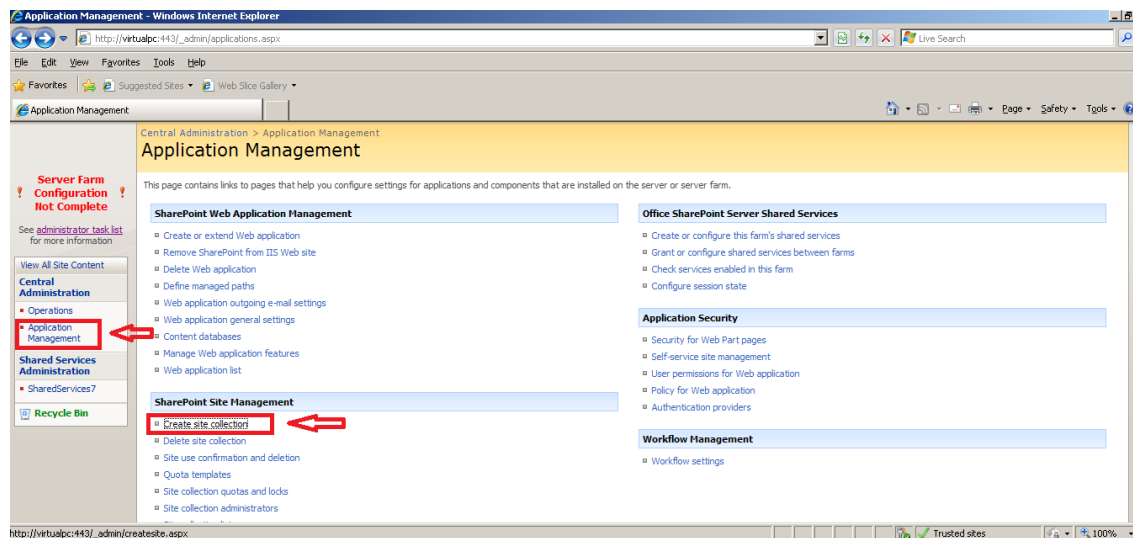 Application Management - Windows Internet Explorer
http://virtualpc:443/_admin/applications.aspx
Live Search
File Edit View Favorites Tools Help
Favorites Suggested Sites Web Slice Gallery
Application Management
Page Safety Tools
Central Administration > Application Management
Application Management
Server Farm
Configuration
Not Complete
See administrator task list
for more information
View All Site Content
Central
Administration
Operations
Application
Management
Shared Services
Administration
SharedServices7
Recycle Bin
This page contains links to pages that help you configure settings for applications and components that are installed on the server or server farm.
SharePoint Web Application Management
Create or extend Web application
Remove SharePoint from IIS Web site
Delete Web application
Define managed paths
Web application outgoing e-mail settings
Web application general settings
Content databases
Manage Web application features
Web application list
SharePoint Site Management
Create site collection
Delete site collection
Site use confirmation and deletion
Quota templates
Site collection quotas and locks
Site collection administrators
Office SharePoint Server Shared Services
Create or configure this farm's shared services
Grant or configure shared services between farms
Check services enabled in this farm
Configure session state
Application Security
Security for Web Part pages
Self-service site management
User permissions for Web application
Policy for Web application
Authentication providers
Workflow Management
Workflow settings
http://virtualpc:443/_admin/createsite.aspx
Trusted sites
100%